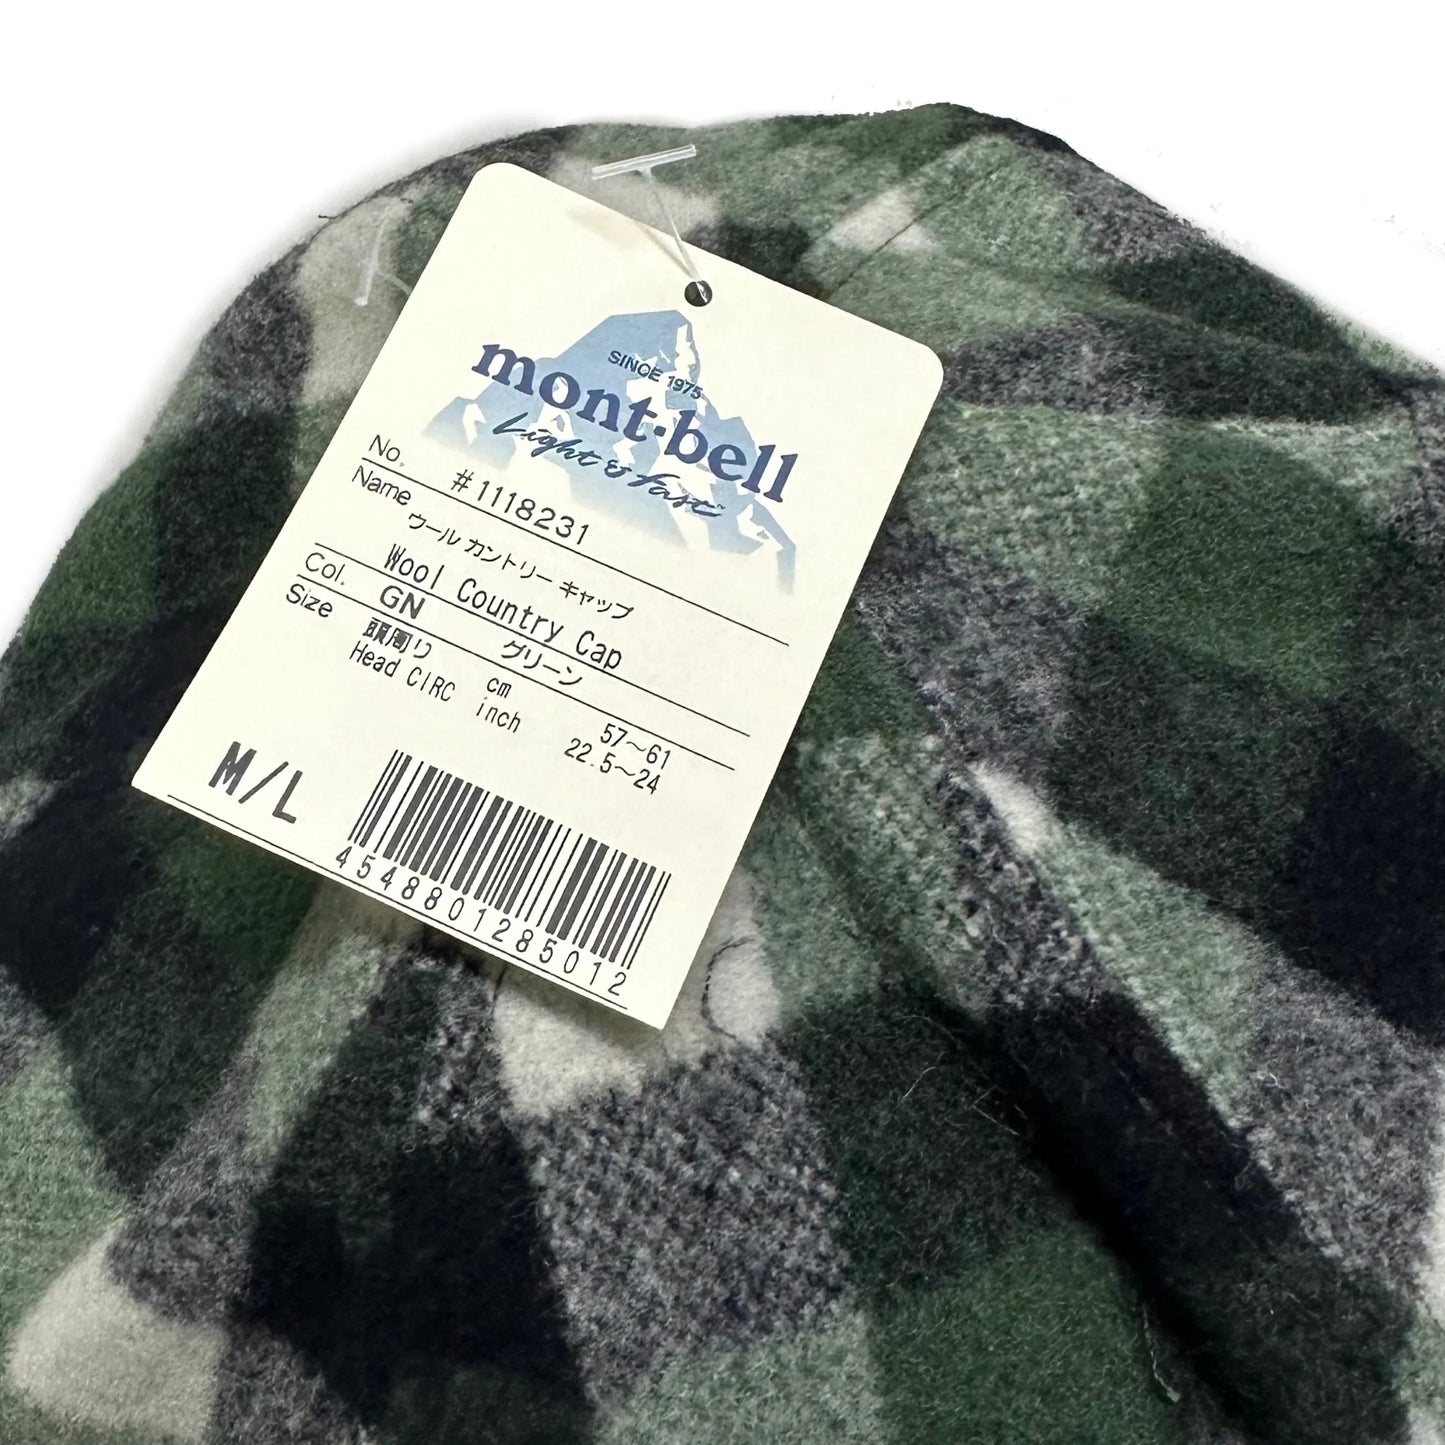 SINCE 1975
mont-bell
Light & Fast
No. #1118231
Name ウール カントリー キャップ
Wool Country Cap
Col. GN グリーン
Size 頭周り cm 57～61
Head CIRC inch 22.5～24
M/L
4548801285012